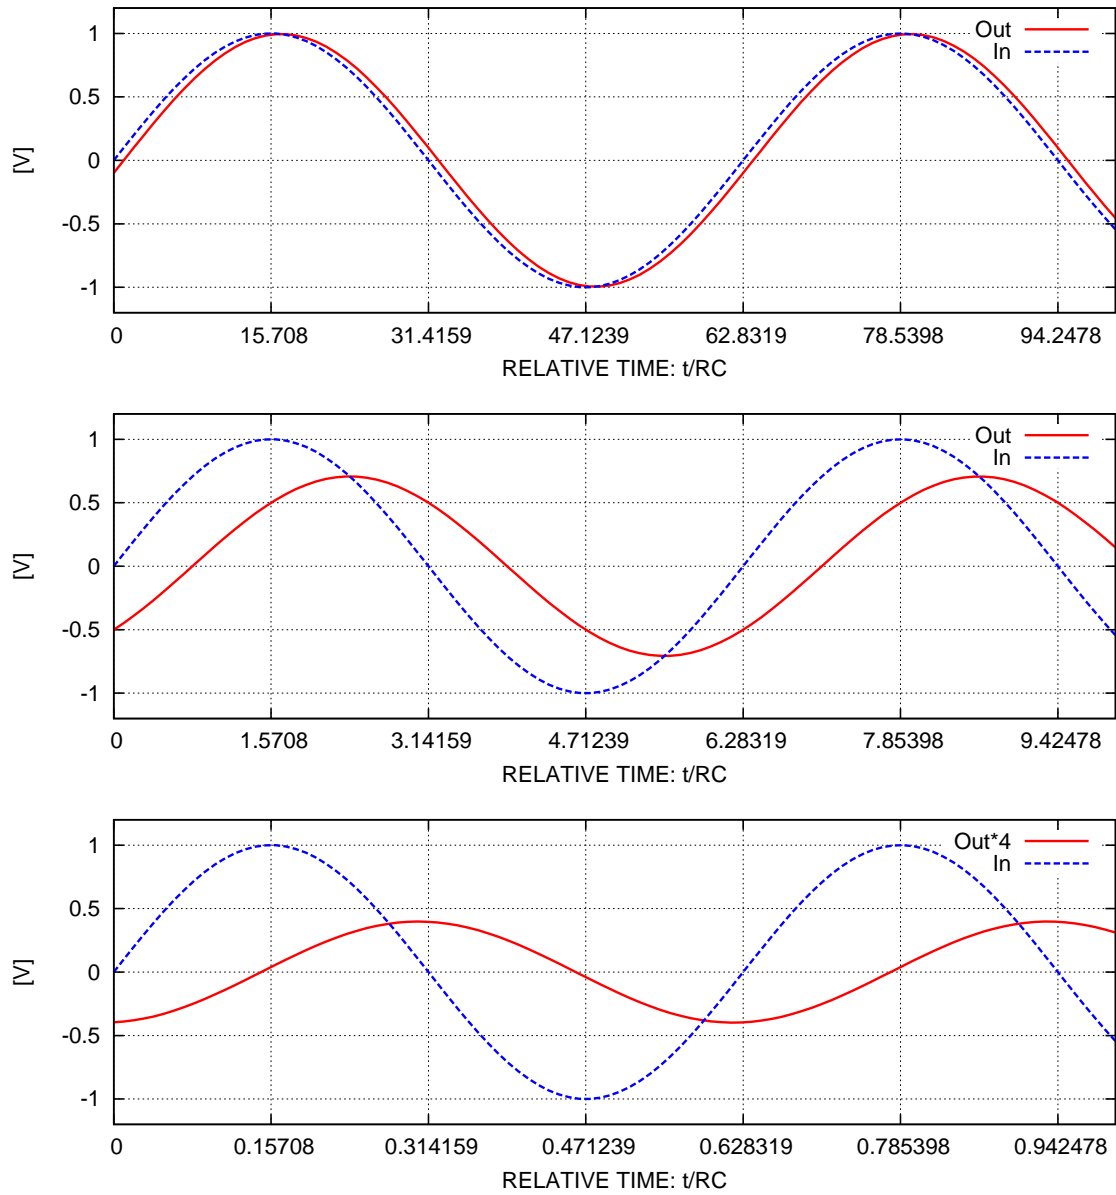 1
Out
In
0.5
[V]
0
-0.5
-1
0 15.708 31.4159 47.1239 62.8319 78.5398 94.2478
RELATIVE TIME: t/RC
1
Out
In
0.5
[V]
0
-0.5
-1
0 1.5708 3.14159 4.71239 6.28319 7.85398 9.42478
RELATIVE TIME: t/RC
1
Out*4
In
0.5
[V]
0
-0.5
-1
0 0.15708 0.314159 0.471239 0.628319 0.785398 0.942478
RELATIVE TIME: t/RC